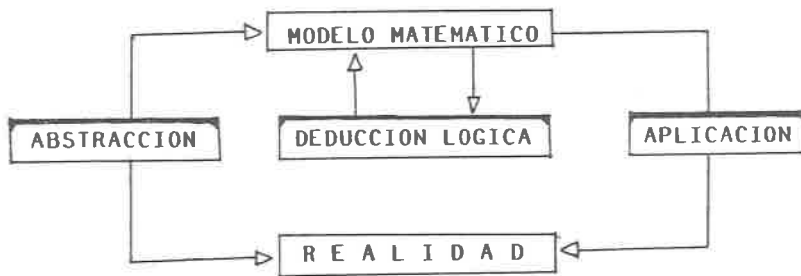 MODELO MATEMATICO
ABSTRACCION
DEDUCCION LOGICA
APLICACION
R E A L I D A D